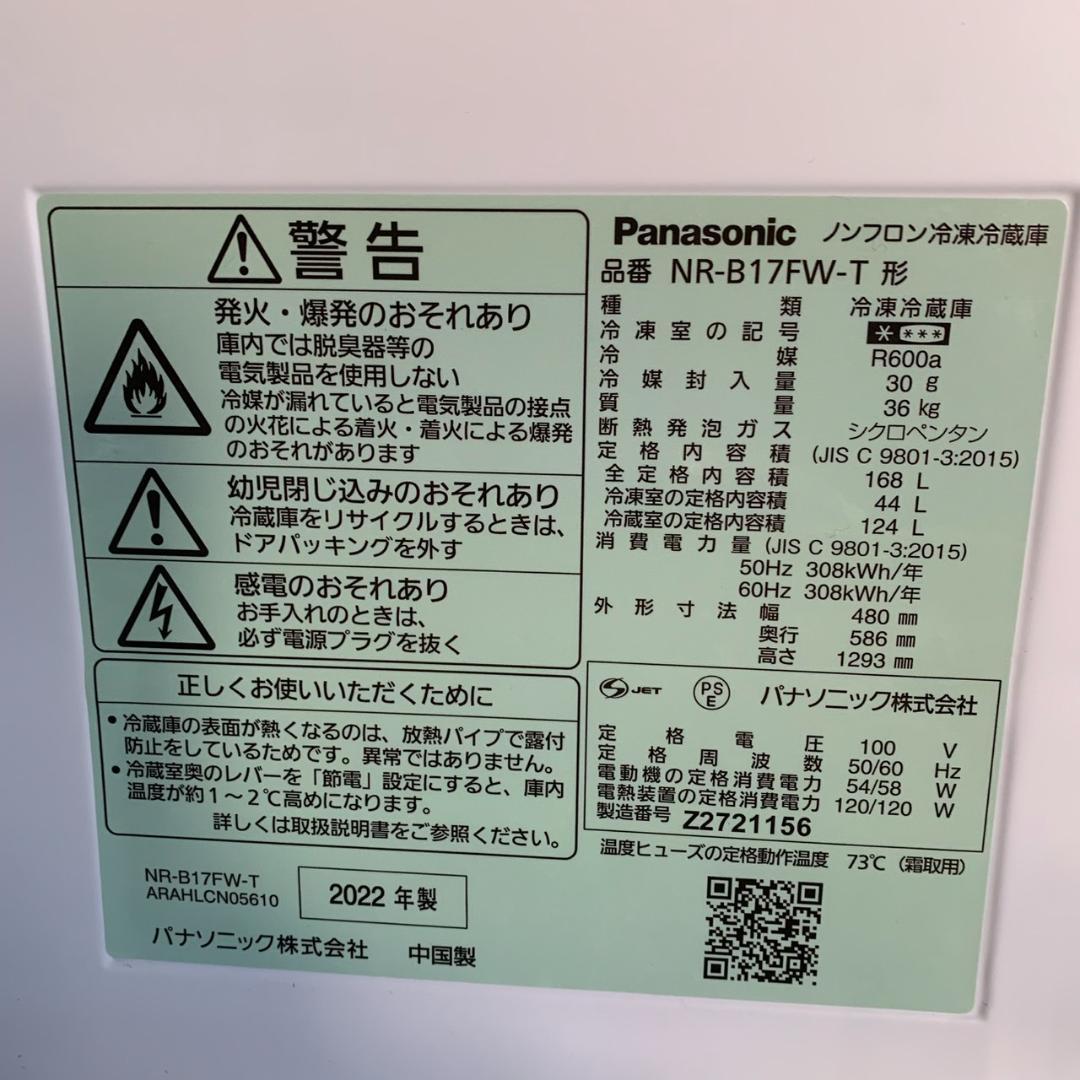 警告
発火・爆発のおそれあり
庫内では脱臭器等の
電気製品を使用しない
冷媒が漏れていると電気製品の接点
の火花による着火・着火による爆発
のおそれがあります
幼児閉じ込みのおそれあり
冷蔵庫をリサイクルするときは、
ドアパッキングを外す
感電のおそれあり
お手入れのときは、
必ず電源プラグを抜く
正しくお使いいただくために
• 冷蔵庫の表面が熱くなるのは、放熱パイプで露付
防止をしているためです。異常ではありません。
• 冷蔵室奥のレバーを「節電」設定にすると、庫内
温度が約1～2℃高めになります。
詳しくは取扱説明書をご参照ください。
NR-B17FW-T
ARAHLCN05610
2022 年製
パナソニック株式会社 中国製
Panasonic ノンフロン冷凍冷蔵庫
品番 NR-B17FW-T 形
種類 冷凍冷蔵庫
冷凍室の記号 * ***
冷媒 R600a
冷媒封入量 30 g
質量 36 kg
断熱発泡ガス シクロペンタン
定格内容積 (JIS C 9801-3:2015)
全定格内容積 168 L
冷凍室の定格内容積 44 L
冷蔵室の定格内容積 124 L
消費電力量 (JIS C 9801-3:2015)
50Hz 308kWh/年
60Hz 308kWh/年
外形寸法 幅 480 ㎜
奥行 586 ㎜
高さ 1293 ㎜
JET PSE パナソニック株式会社
定格電圧 100 V
定格周波数 50/60 Hz
電動機の定格消費電力 54/58 W
電熱装置の定格消費電力 120/120 W
製造番号 Z2721156
温度ヒューズの定格動作温度 73℃（霜取用）